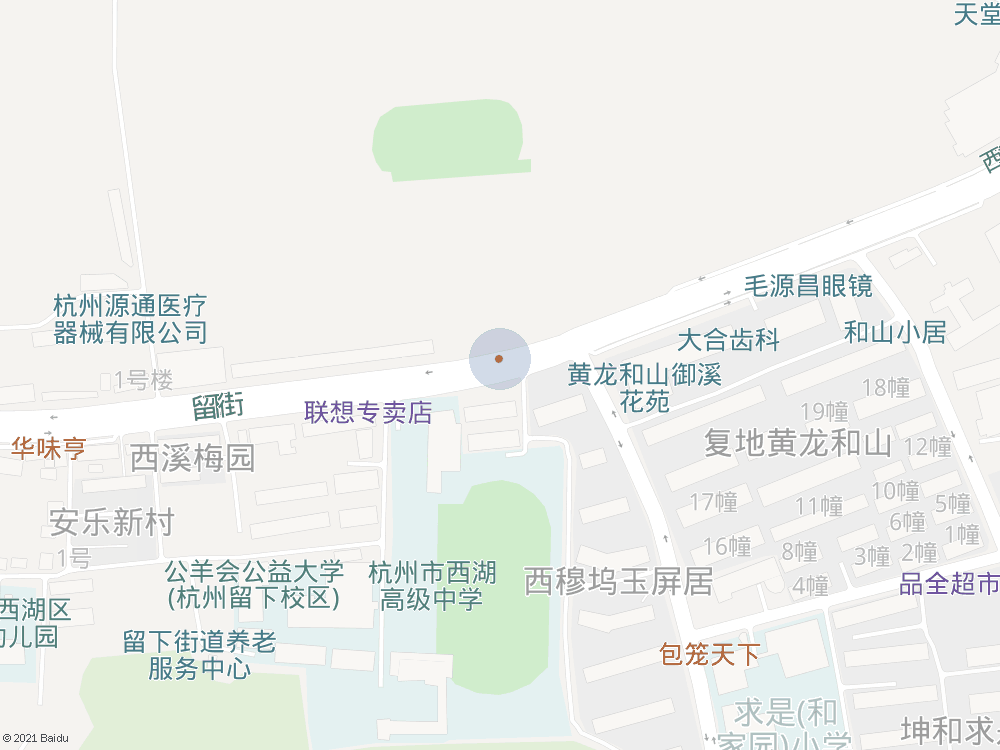 天堂
西
杭州源通医疗
器械有限公司
毛源昌眼镜
大合齿科
和山小居
1号楼
黄龙和山御溪
花苑
18幢
留街
联想专卖店
19幢
华味亨
西溪梅园
复地黄龙和山
12幢
17幢
11幢
10幢
5幢
安乐新村
6幢
1幢
1号
16幢
8幢
3幢
2幢
公羊会公益大学
(杭州留下校区)
杭州市西湖
高级中学
西穆坞玉屏居
4幢
品全超市
西湖区
幼儿园
留下街道养老
服务中心
包笼天下
求是(和
家园)小学
坤和求是
© 2021 Baidu